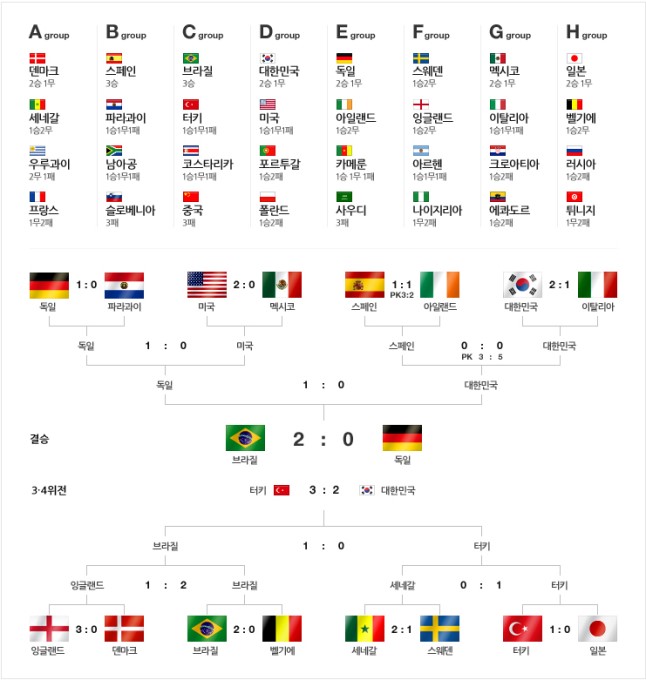 A group B group C group D group E group F group G group H group
덴마크 스페인 브라질 대한민국 독일 스웨덴 멕시코 일본
2승 1무 3승 3승 2승 1무 2승 1무 1승2무 2승 1무 2승 1무
세네갈 파라과이 터키 미국 아일랜드 잉글랜드 이탈리아 벨기에
1승2무 1승1무1패 1승1무1패 1승1무1패 1승2무 1승2무 1승1무1패 1승2무
우루과이 남아공 코스타리카 포르투갈 카메룬 아르헨 크로아티아 러시아
2무 1패 1승1무1패 1승1무1패 1승2패 1승 1무 1패 1승1무1패 1승2패 1승2패
프랑스 슬로베니아 중국 폴란드 사우디 나이지리아 에콰도르 튀니지
1무2패 3패 3패 1승2패 3패 1무2패 1승2패 1무2패
1 : 0 2 : 0 1 : 1 2 : 1
PK3:2
독일 파라과이 미국 멕시코 스페인 아일랜드 대한민국 이탈리아
독일 1 : 0 미국 스페인 0 : 0 대한민국
PK 3 : 5
독일 1 : 0 대한민국
결승 2 : 0
브라질 독일
3·4위전 터키 3 : 2 대한민국
브라질 1 : 0 터키
잉글랜드 1 : 2 브라질 세네갈 0 : 1 터키
3 : 0 2 : 0 2 : 1 1 : 0
잉글랜드 덴마크 브라질 벨기에 세네갈 스웨덴 터키 일본